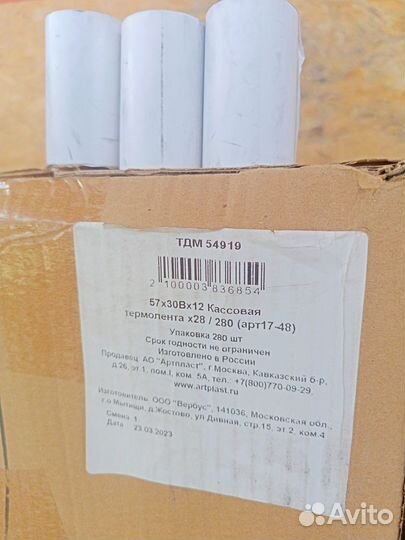 ТДМ 54919
2 100003 836854
57x30Bx12 Кассовая
термолента x28 / 280 (арт17-48)
Упаковка 280 шт
Срок годности не ограничен
Изготовлено в России
Продавец АО "Артпласт", г Москва, Кавказский б-р,
д.26, эт.1, пом.I, ком. 5А, тел.: +7(800)770-09-29,
www.artplast.ru
Изготовитель: ООО "Вербус", 141036, Московская обл.,
г.о Мытищи, д.Жостово, ул Дивная, стр.15, эт.2, ком.4
Смена 1
Дата 23.03.2023
Avito